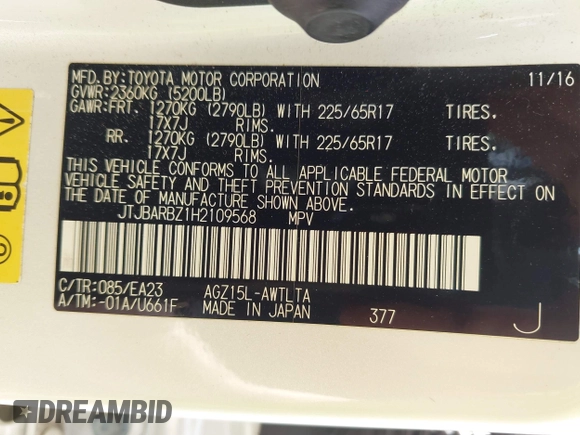 MFD.BY:TOYOTA MOTOR CORPORATION 11/16
GVWR:2360KG (5200LB)
GAWR:FRT. 1270KG (2790LB) WITH 225/65R17 TIRES.
17X7J RIMS.
RR. 1270KG (2790LB) WITH 225/65R17 TIRES.
17X7J RIMS.
THIS VEHICLE CONFORMS TO ALL APPLICABLE FEDERAL MOTOR
VEHICLE SAFETY AND THEFT PREVENTION STANDARDS IN EFFECT ON
THE DATE OF MANUFACTURE SHOWN ABOVE.
JTJBARBZ1H2109568 MPV
C/TR:085/EA23 AGZ15L-AWTLTA
A/TM:-01A/U661F MADE IN JAPAN 377 J
DREAMBID